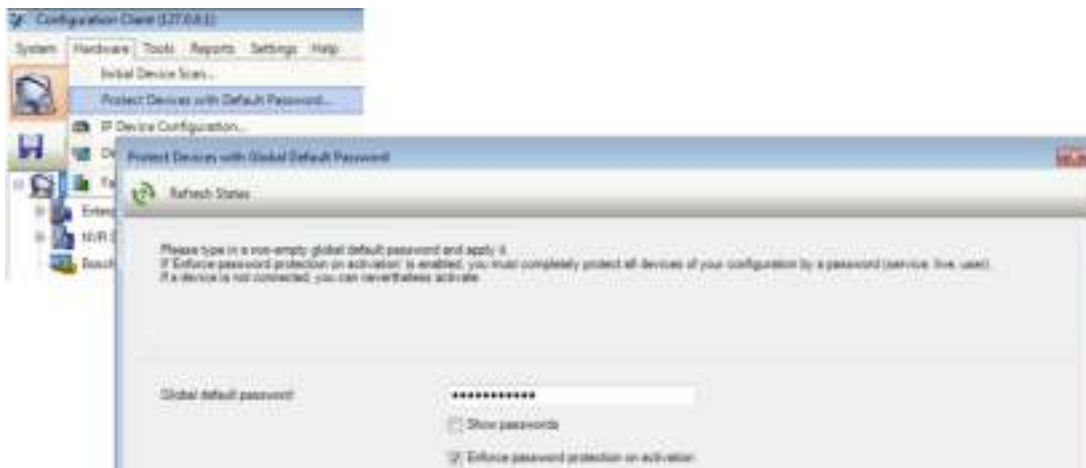 Configuration Client (127.0.0.1)
System Hardware Tools Reports Settings Help
Initial Device Scan...
Protect Devices with Default Password...
IP Device Configuration...
Protect Devices with Global Default Password
Refresh States
Please type in a non-empty global default password and apply it.
If 'Enforce password protection on activation' is enabled, you must completely protect all devices of your configuration by a password (service, live, user).
If a device is not connected, you can nevertheless activate.
Global default password:
Show passwords
Enforce password protection on activation